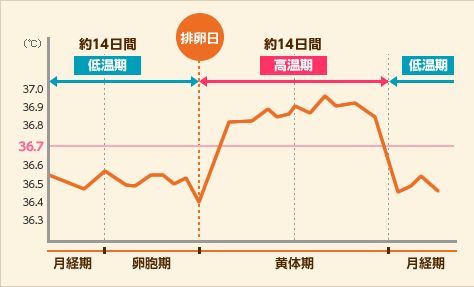 排卵日
(℃)
約14日間
約14日間
低温期
高温期
低温期
37.0
36.9
36.8
36.7
36.6
36.5
36.4
36.3
月経期
卵胞期
黄体期
月経期